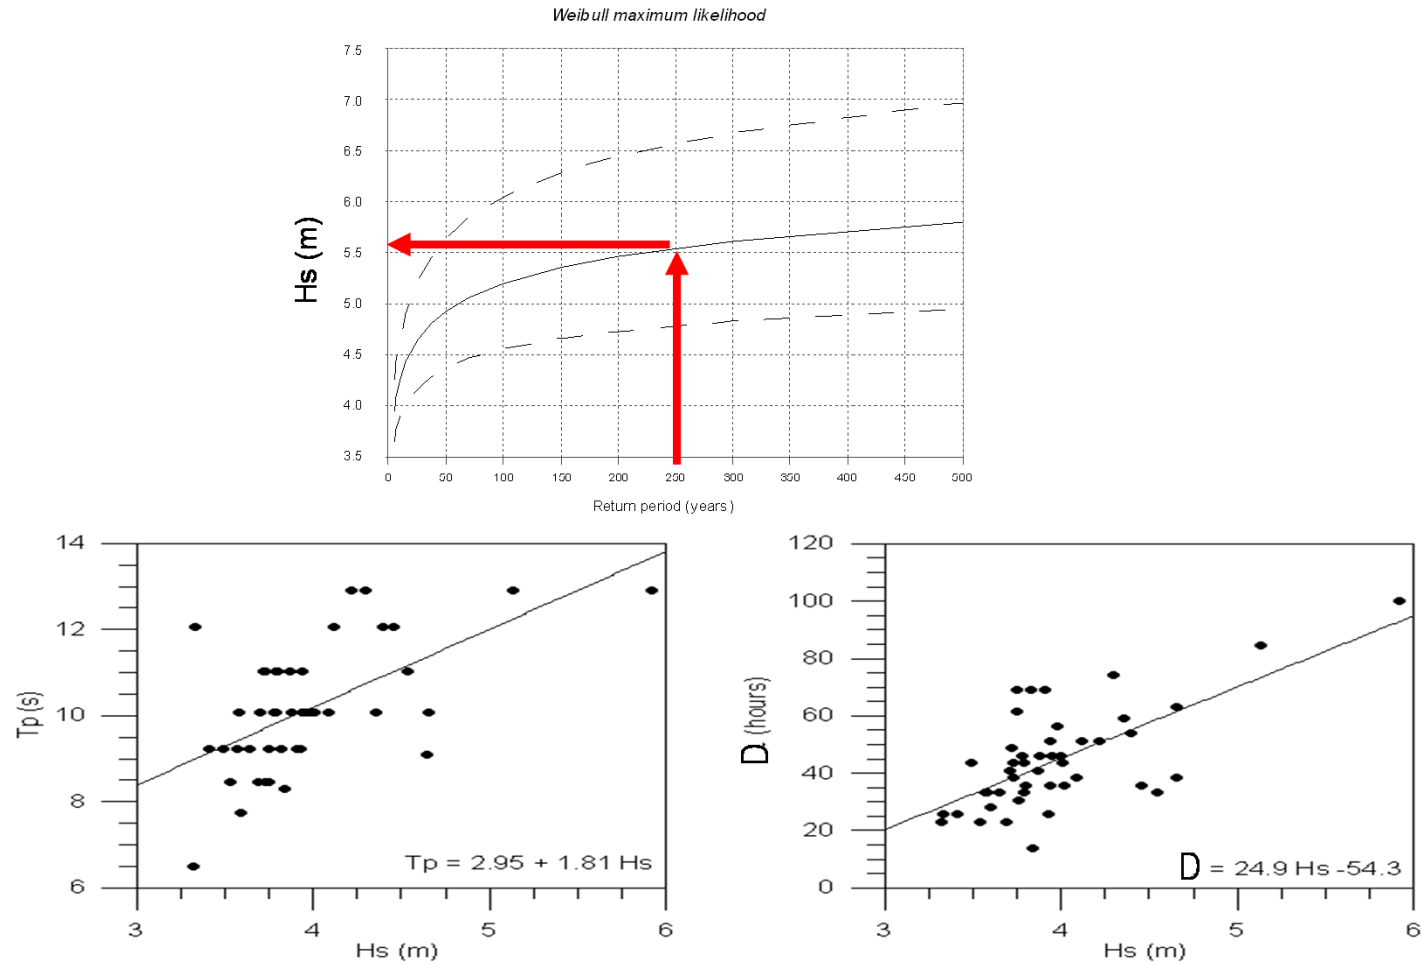 Weibull maximum likelihood
7.5
7.0
6.5
6.0
5.5
5.0
4.5
4.0
3.5
Hs (m)
0 50 100 150 200 250 300 350 400 450 500
Return period (years)
14
12
10
8
6
Tp (s)
Tp = 2.95 + 1.81 Hs
3 4 5 6
Hs (m)
120
100
80
60
40
20
0
D (hours)
D = 24.9 Hs -54.3
3 4 5 6
Hs (m)